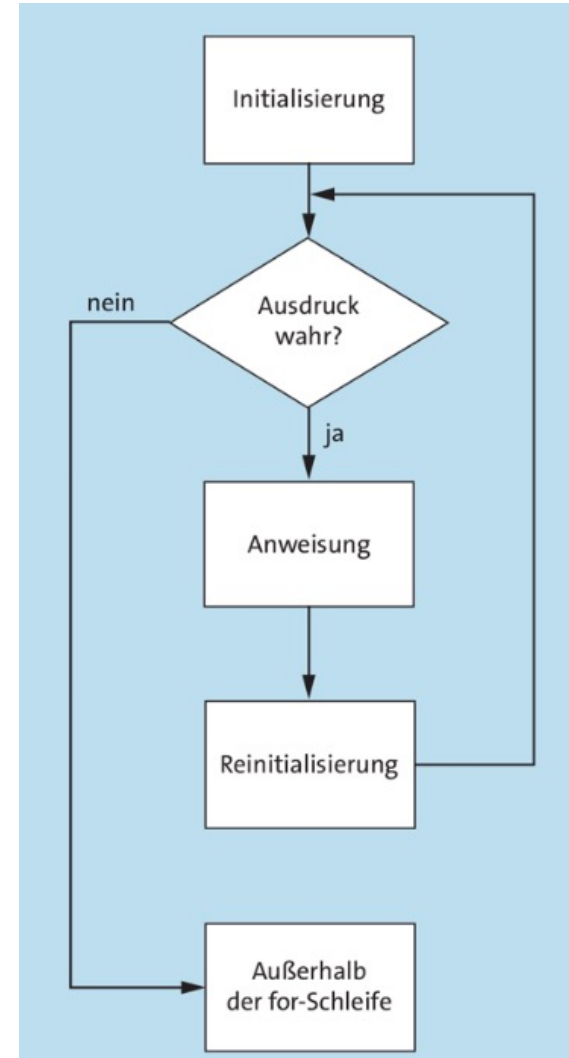 Initialisierung
nein
Ausdruck
wahr?
ja
Anweisung
Reinitialisierung
Außerhalb
der for-Schleife